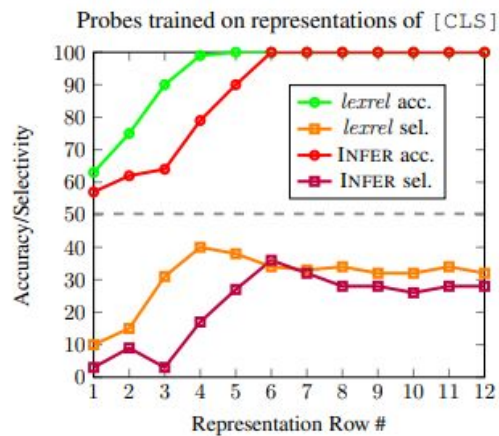 Probes trained on representations of [CLS]
100
90
80
70
60
50
40
30
20
10
0
Accuracy/Selectivity
lexrel acc.
lexrel sel.
INFER acc.
INFER sel.
1 2 3 4 5 6 7 8 9 10 11 12
Representation Row #